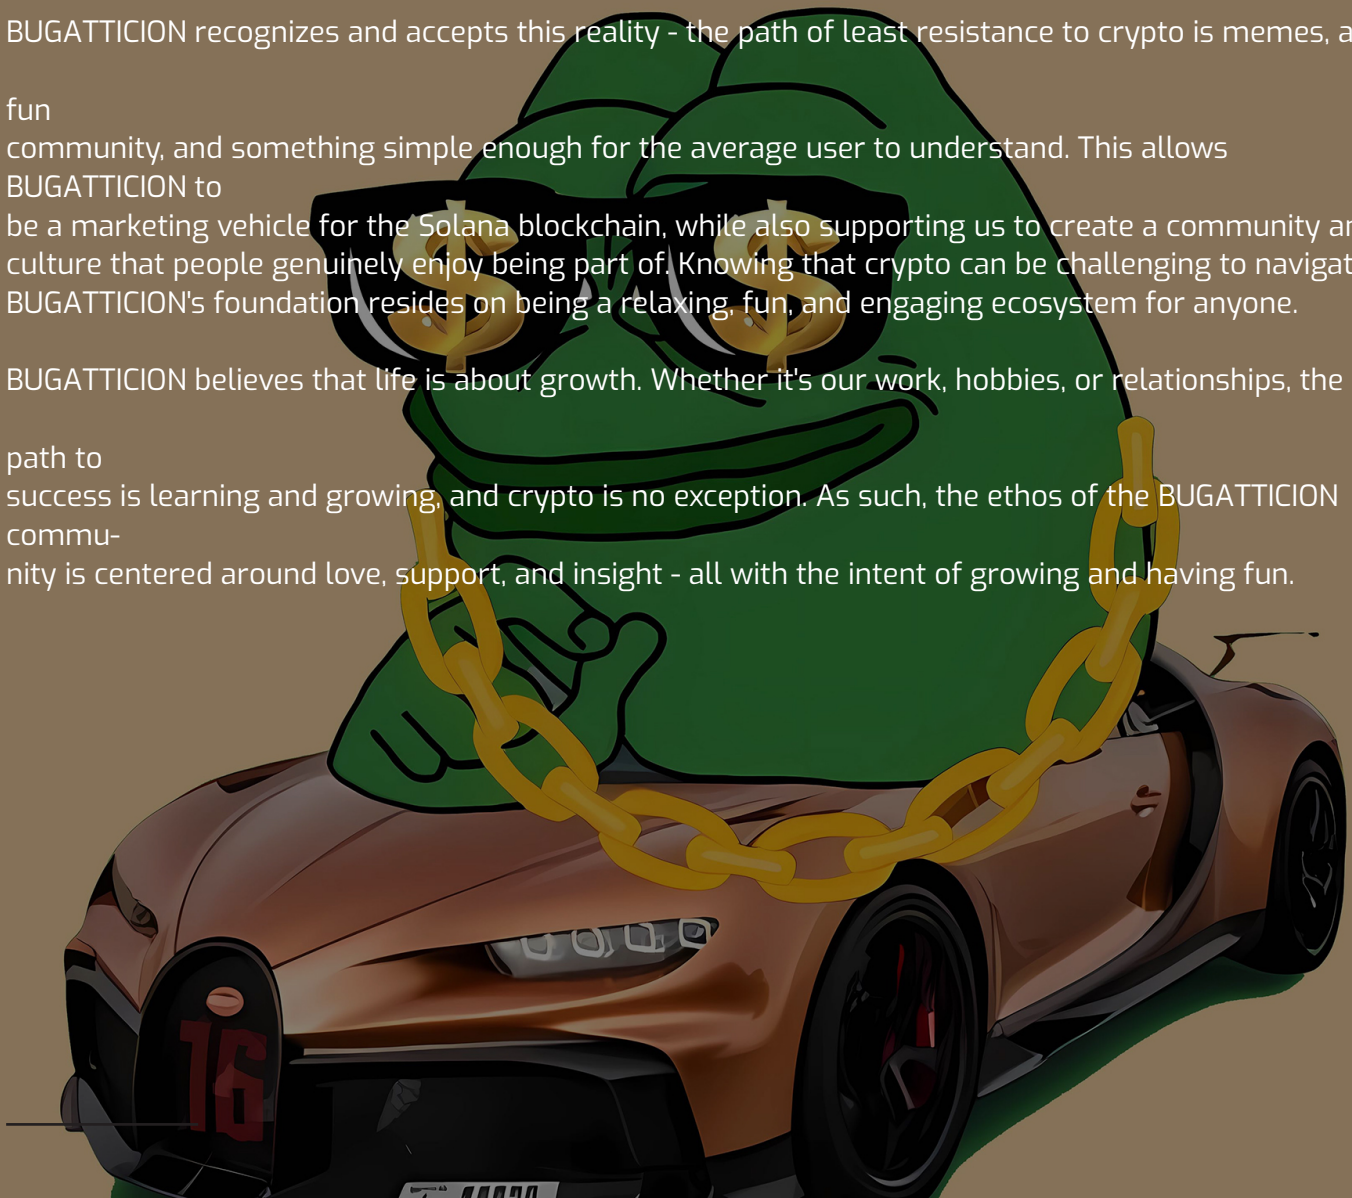 BUGATTICION recognizes and accepts this reality - the path of least resistance to crypto is memes, a
fun
community, and something simple enough for the average user to understand. This allows
BUGATTICION to
be a marketing vehicle for the Solana blockchain, while also supporting us to create a community
culture that people genuinely enjoy being part of. Knowing that crypto can be challenging to
BUGATTICION's foundation resides on being a relaxing, fun, and engaging ecosystem for anyone.
BUGATTICION believes that life is about growth. Whether it's our work, hobbies, or relationships, the
path to
success is learning and growing, and crypto is no exception. As such, the ethos of the BUGATTICION
commu-
nity is centered around love, support, and insight - all with the intent of growing and having fun.
16